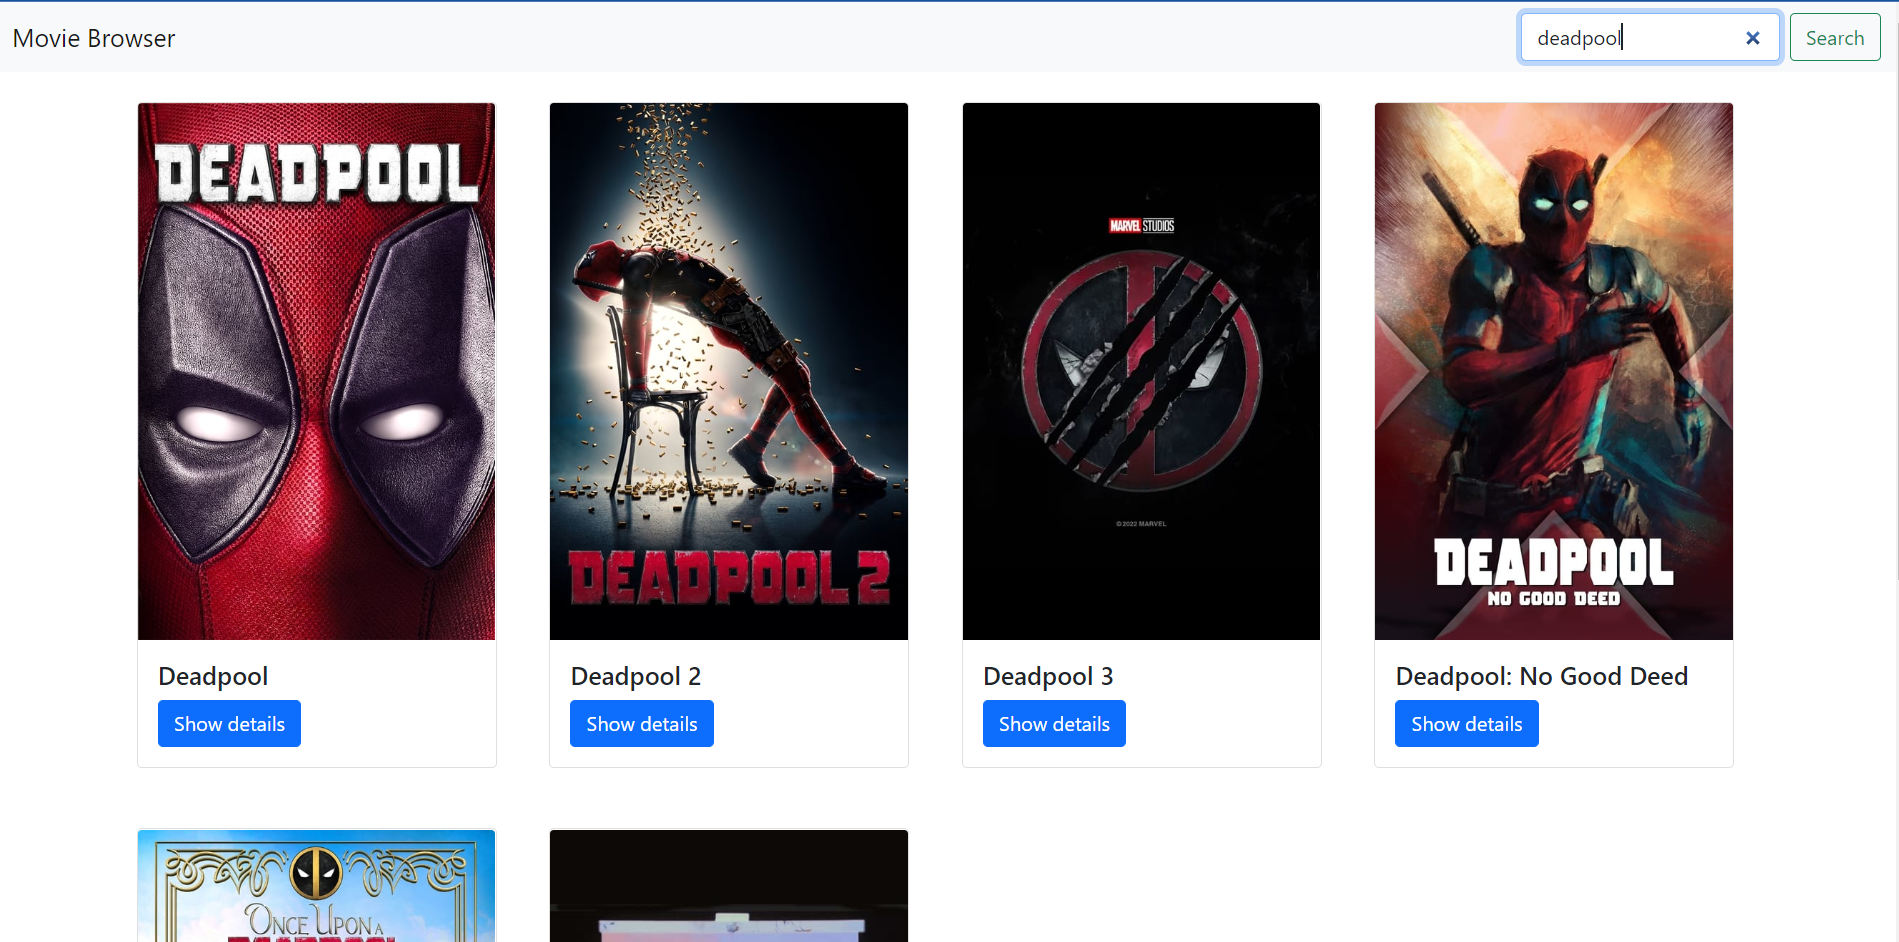 Movie Browser
deadpool
Search
DEADPOOL
DEADPOOL 2
MARVEL STUDIOS
©2022 MARVEL
DEADPOOL
NO GOOD DEED
Deadpool
Deadpool 2
Deadpool 3
Deadpool: No Good Deed
Show details
Show details
Show details
Show details
ONCE UPON A
DEADPOOL